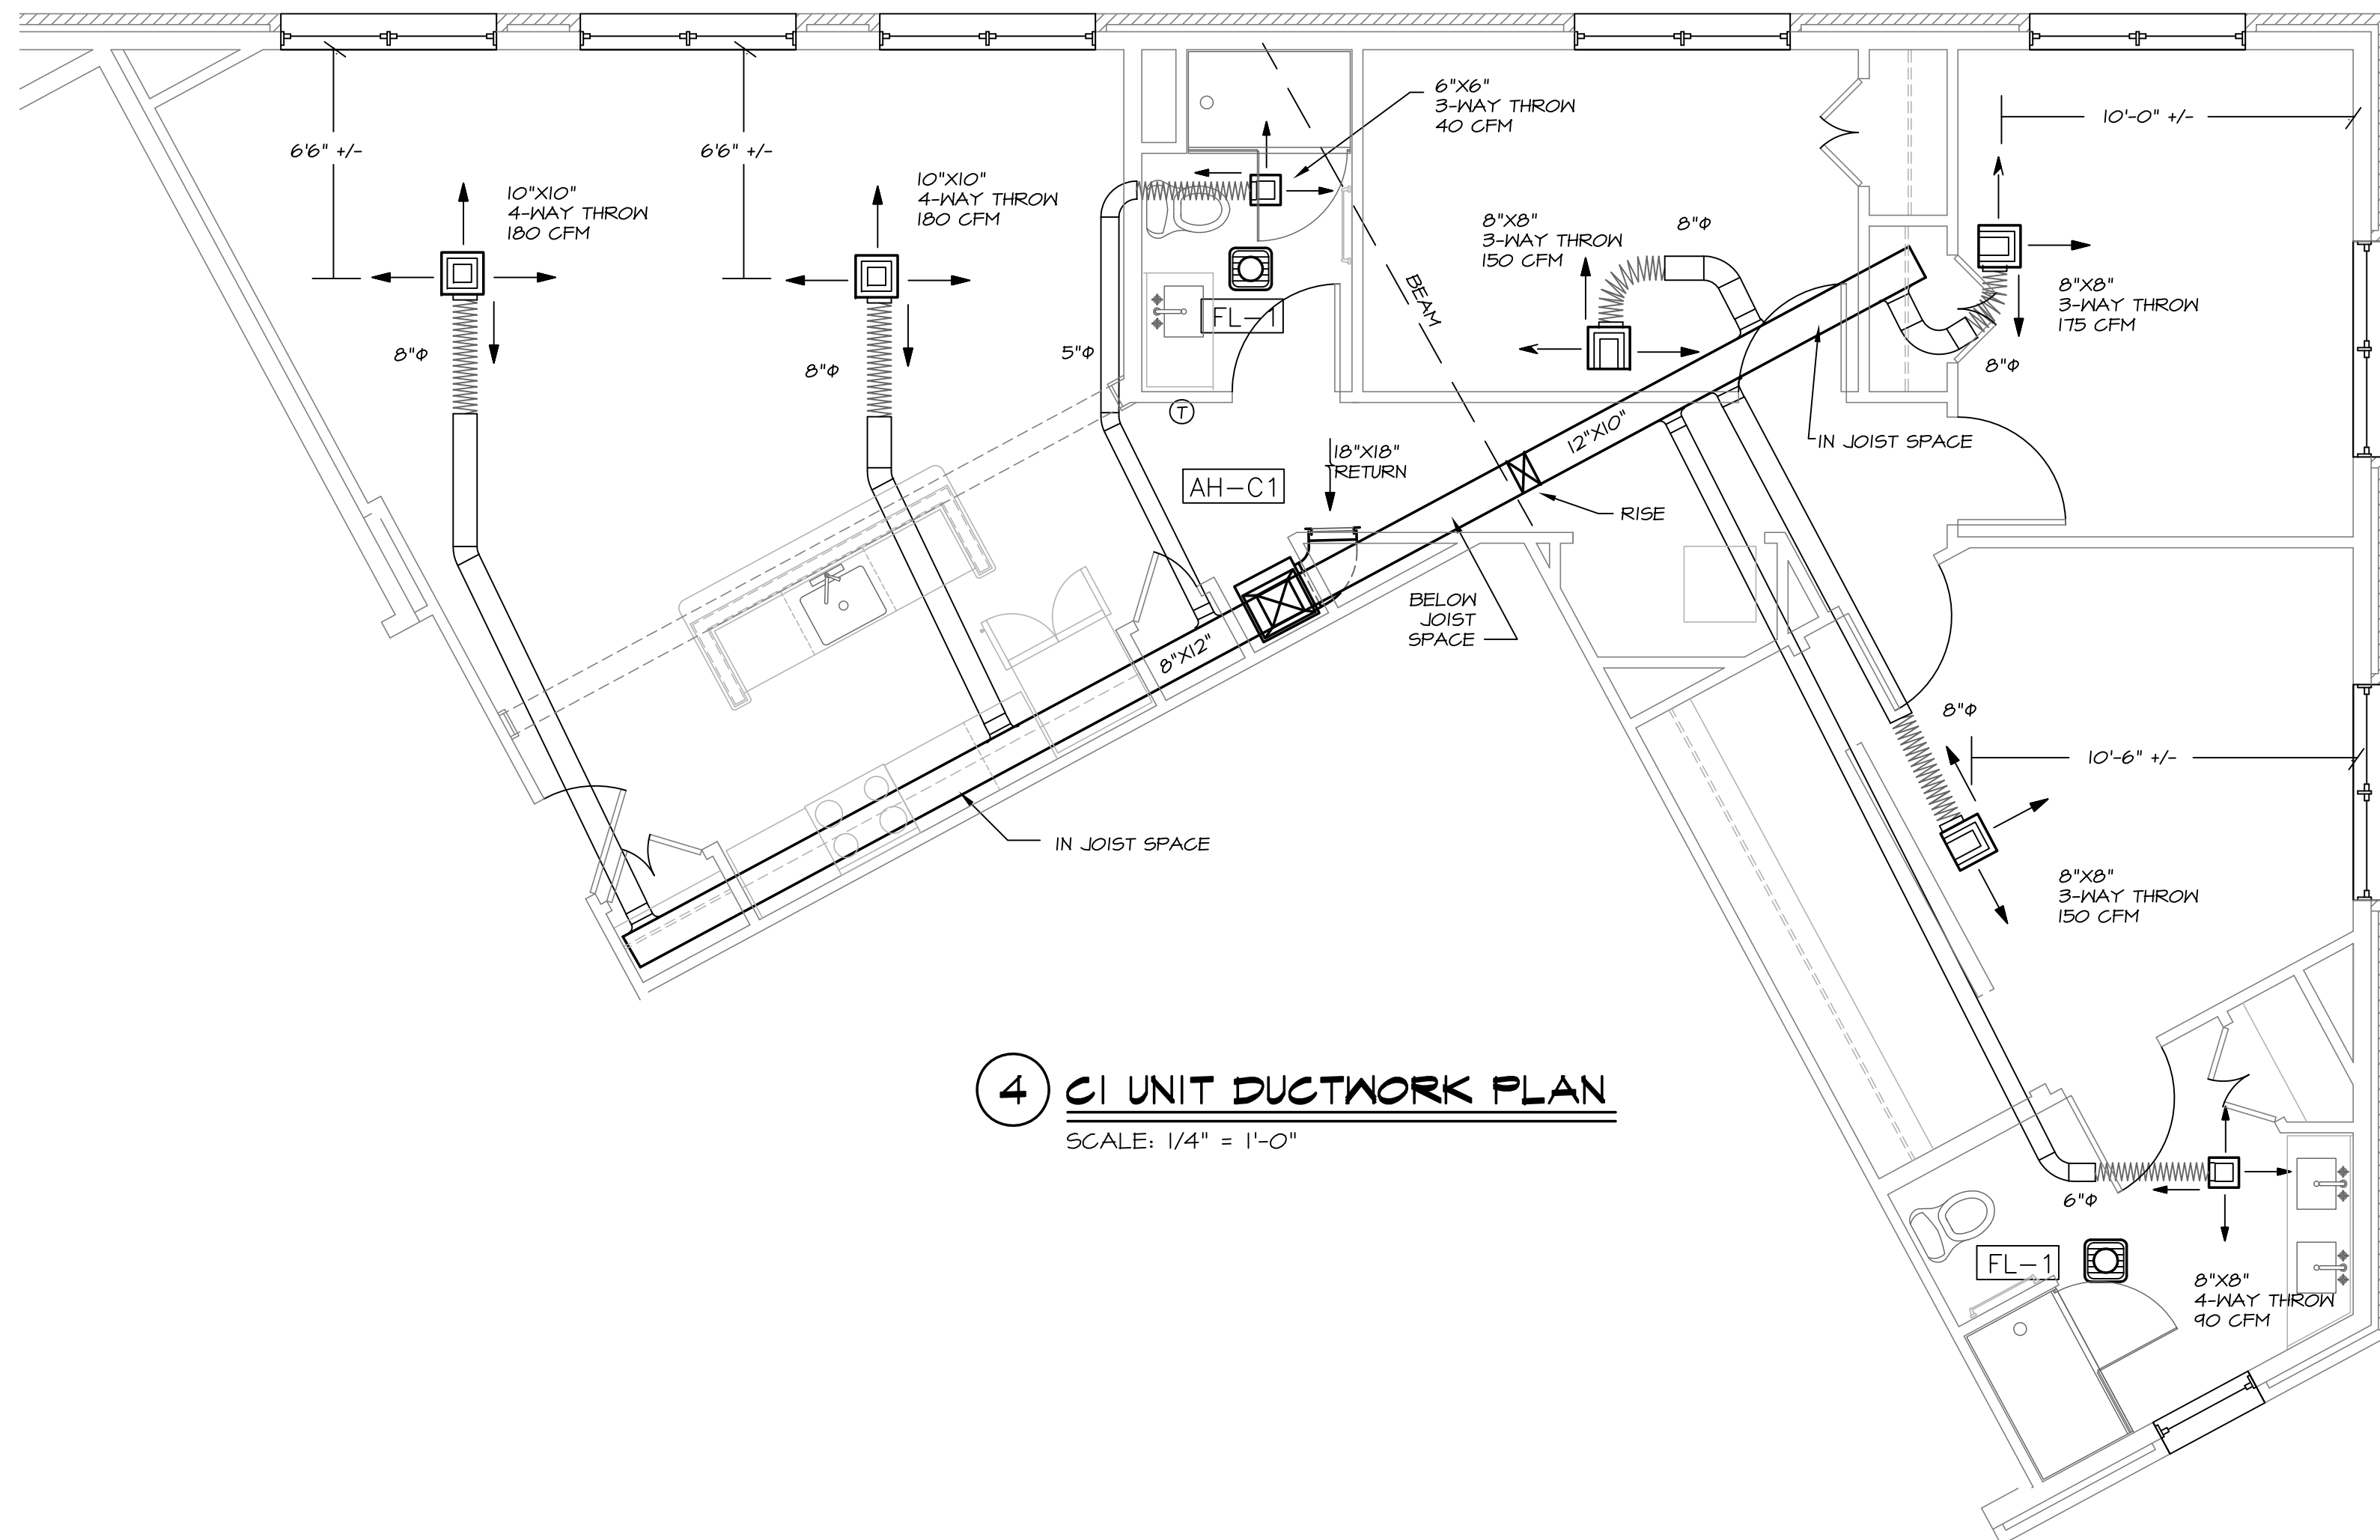 6"X6"
3-WAY THROW
40 CFM
10'-0" +/-
6'6" +/-
6'6" +/-
10"X10"
4-WAY THROW
180 CFM
10"X10"
4-WAY THROW
180 CFM
8"X8"
3-WAY THROW
150 CFM
8"Φ
BEAM
FL-1
8"X8"
3-WAY THROW
175 CFM
8"Φ
8"Φ
5"Φ
8"Φ
T
12"X10"
IN JOIST SPACE
18"X18"
RETURN
AH-C1
RISE
BELOW
JOIST
SPACE
8"X12"
8"Φ
10'-6" +/-
IN JOIST SPACE
8"X8"
3-WAY THROW
150 CFM
4
C1 UNIT DUCTWORK PLAN
SCALE: 1/4" = 1'-0"
6"Φ
FL-1
8"X8"
4-WAY THROW
90 CFM